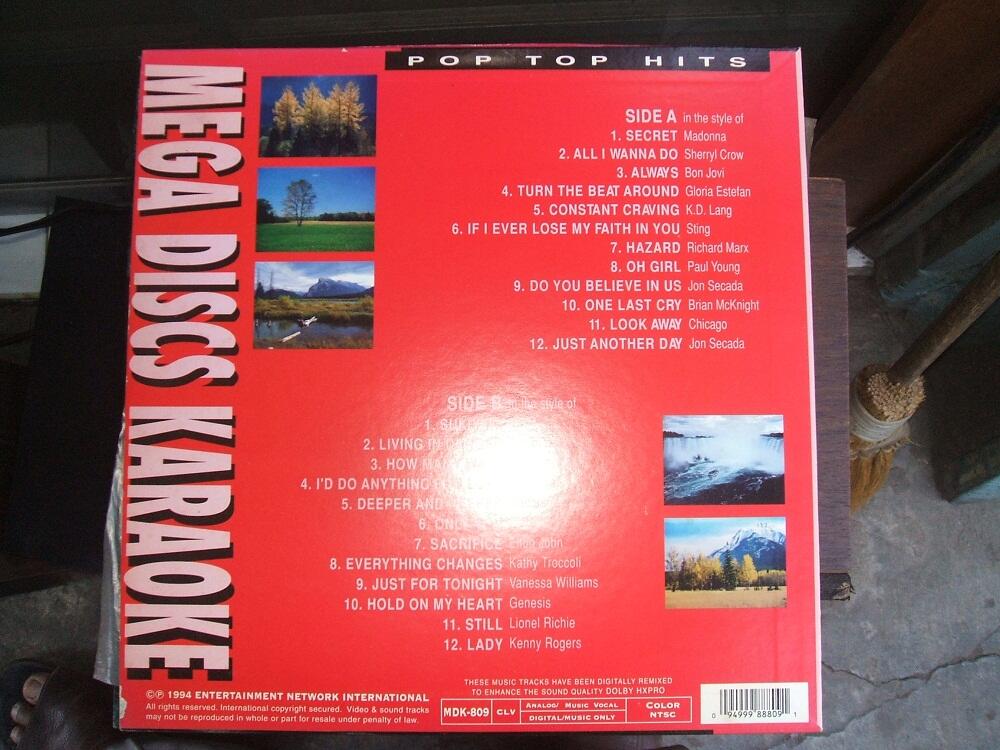 POP TOP HITS
MEGA DISCS KARAOKE
SIDE A in the style of
1. SECRET Madonna
2. ALL I WANNA DO Sherryl Crow
3. ALWAYS Bon Jovi
4. TURN THE BEAT AROUND Gloria Estefan
5. CONSTANT CRAVING K.D. Lang
6. IF I EVER LOSE MY FAITH IN YOU Sting
7. HAZARD Richard Marx
8. OH GIRL Paul Young
9. DO YOU BELIEVE IN US Jon Secada
10. ONE LAST CRY Brian McKnight
11. LOOK AWAY Chicago
12. JUST ANOTHER DAY Jon Secada
SIDE B in the style of
1.
2. LIVING IN
3. HOW
4. I'D DO ANYTHING
5. DEEPER AND
6.
7. SACRIFICE Elton John
8. EVERYTHING CHANGES Kathy Troccoli
9. JUST FOR TONIGHT Vanessa Williams
10. HOLD ON MY HEART Genesis
11. STILL Lionel Richie
12. LADY Kenny Rogers
THESE MUSIC TRACKS HAVE BEEN DIGITALLY REMIXED
TO ENHANCE THE SOUND QUALITY DOLBY HXPRO
©℗ 1994 ENTERTAINMENT NETWORK INTERNATIONAL
All rights reserved. International copyright secured. Video & sound tracks
may not be reproduced in whole or part for resale under penalty of law.
MDK-809 CLV
ANALOG/ MUSIC VOCAL
DIGITAL/MUSIC ONLY
COLOR
NTSC
0 94999 88809 1